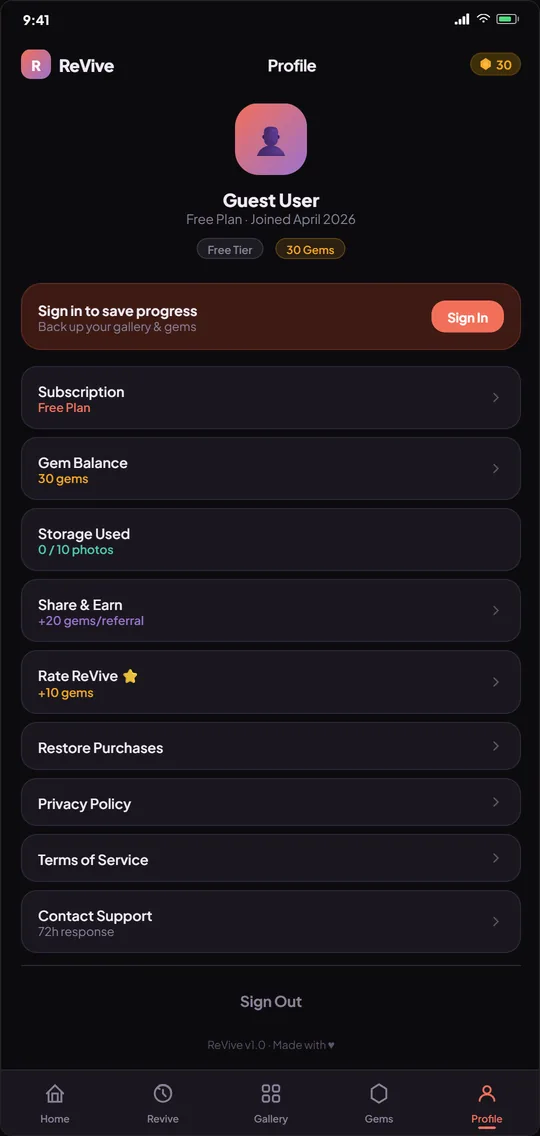 9:41
R ReVive
Profile
30
Guest User
Free Plan · Joined April 2026
Free Tier
30 Gems
Sign in to save progress
Back up your gallery & gems
Sign In
Subscription
Free Plan
Gem Balance
30 gems
Storage Used
0 / 10 photos
Share & Earn
+20 gems/referral
Rate ReVive ⭐
+10 gems
Restore Purchases
Privacy Policy
Terms of Service
Contact Support
72h response
Sign Out
ReVive v1.0 · Made with ♥
Home
Revive
Gallery
Gems
Profile